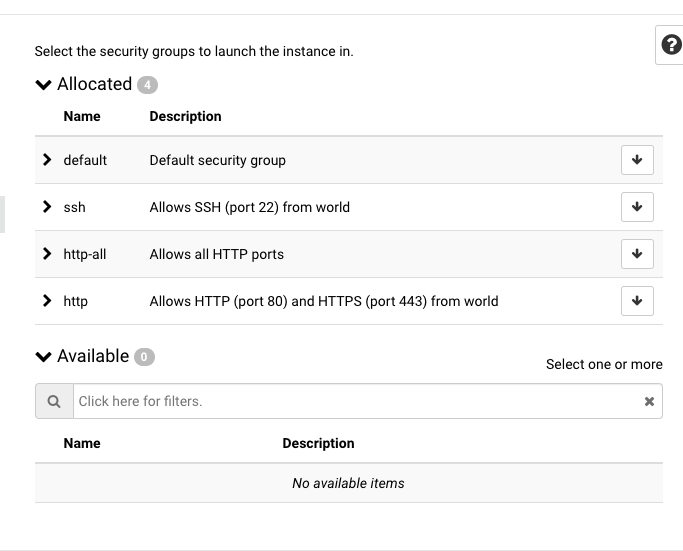 Select the security groups to launch the instance in.
?
Allocated 4
Name Description
default Default security group
ssh Allows SSH (port 22) from world
http-all Allows all HTTP ports
http Allows HTTP (port 80) and HTTPS (port 443) from world
Available 0
Select one or more
Click here for filters.
Name Description
No available items